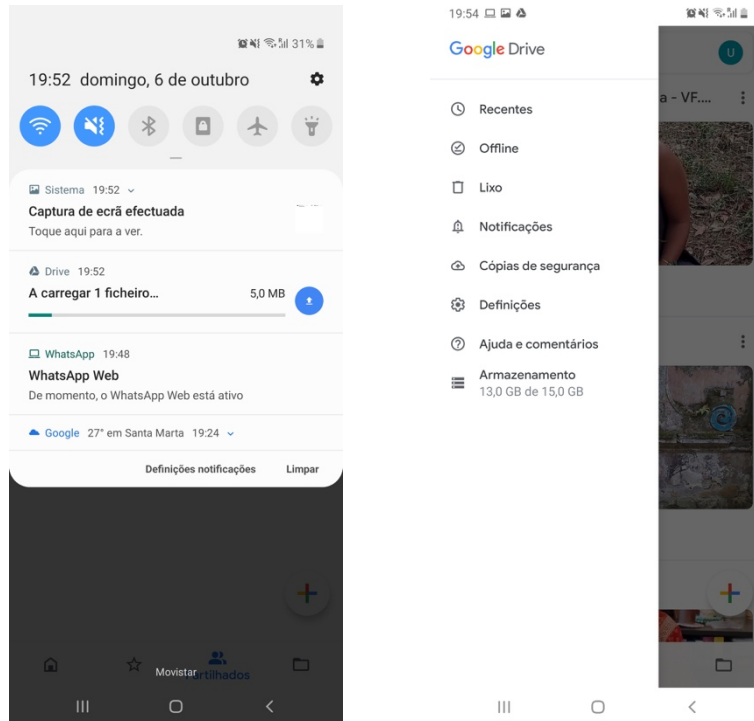 31%
19:52 domingo, 6 de outubro
Sistema 19:52
Captura de ecrã efectuada
Toque aqui para a ver.
Drive 19:52
A carregar 1 ficheiro... 5,0 MB
WhatsApp 19:48
WhatsApp Web
De momento, o WhatsApp Web está ativo
Google 27° em Santa Marta 19:24
Definições notificações Limpar
Movistar
Partilhados
19:54
Google Drive
U
Recentes
a - VF....
Offline
Lixo
Notificações
Cópias de segurança
Definições
Ajuda e comentários
Armazenamento
13,0 GB de 15,0 GB